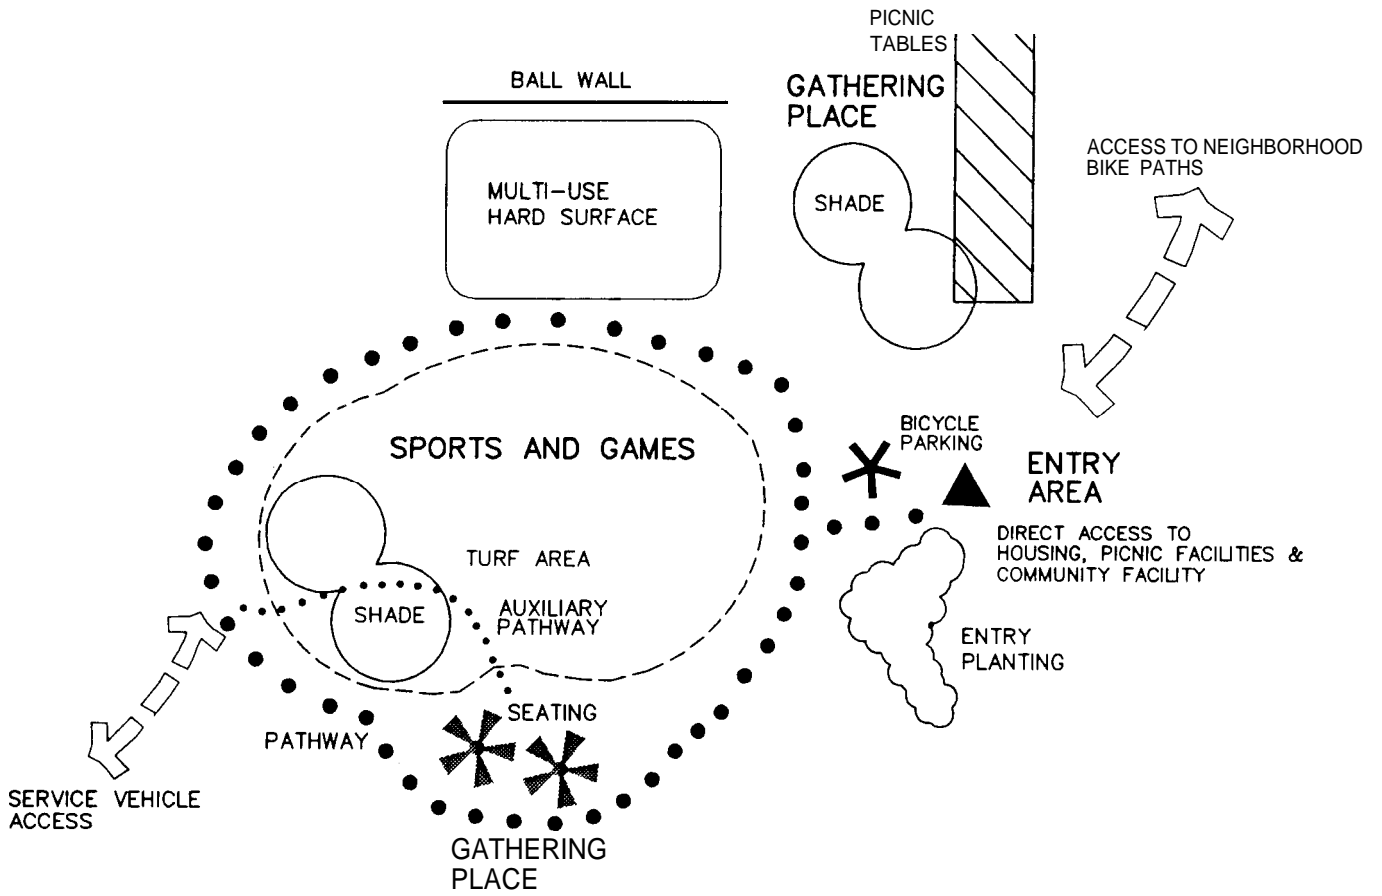 PICNIC
TABLES
BALL WALL
GATHERING
PLACE
ACCESS TO NEIGHBORHOOD
BIKE PATHS
MULTI-USE
HARD SURFACE
SHADE
BICYCLE
PARKING
SPORTS AND GAMES
ENTRY
AREA
DIRECT ACCESS TO
HOUSING, PICNIC FACILITIES &
COMMUNITY FACILITY
TURF AREA
SHADE
AUXILIARY
PATHWAY
ENTRY
PLANTING
SEATING
PATHWAY
SERVICE VEHICLE
ACCESS
GATHERING
PLACE